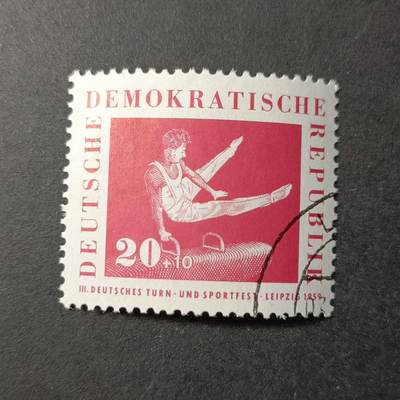 DEUTSCHE
DEMOKRATISCHE
REPUBLIK
20+10
III. DEUTSCHES TURN- UND SPORTFEST · LEIPZIG 1959